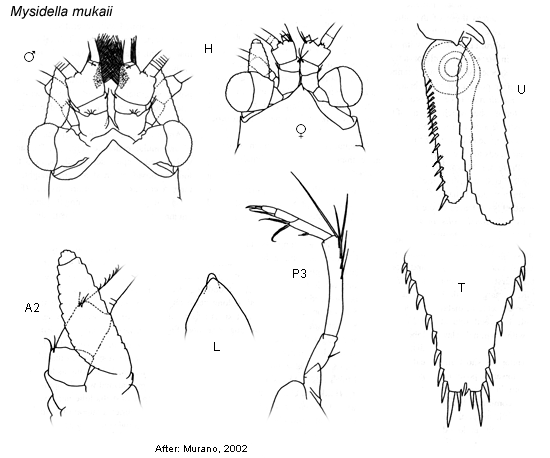 Mysidella mukaii
♂
H
♀
U
A2
L
P3
T
After: Murano, 2002